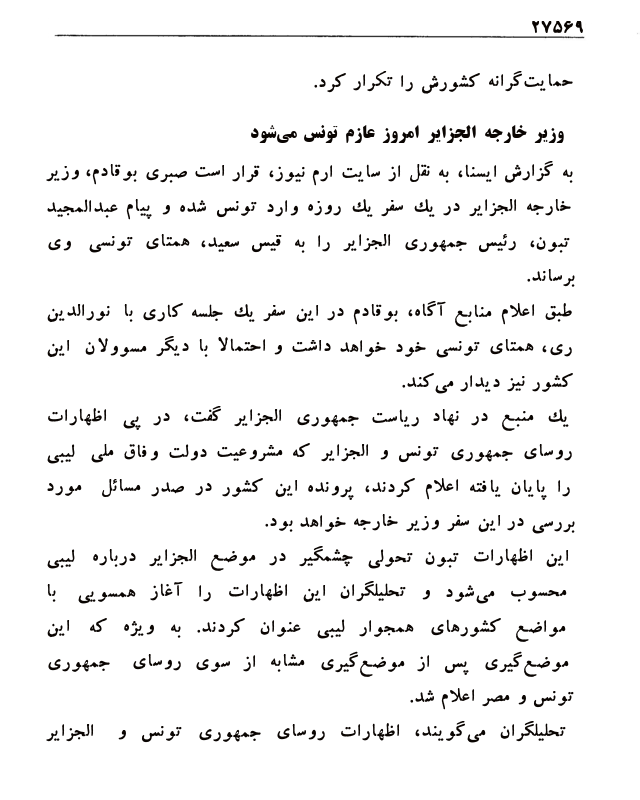 ۲۷۵۶۹
حمایت‌گرانه کشورش را تکرار کرد.
وزیر خارجه الجزایر امروز عازم تونس می‌شود
به گزارش ایسنا، به نقل از سایت ارم نیوز، قرار است صبری بوقادم، وزیر
خارجه الجزایر در یك سفر یك روزه وارد تونس شده و پیام عبدالمجید
تبون، رئیس جمهوری الجزایر را به قیس سعید، همتای تونسی وی
برساند.
طبق اعلام منابع آگاه، بوقادم در این سفر یك جلسه کاری با نورالدین
ری، همتای تونسی خود خواهد داشت و احتمالا با دیگر مسوولان این
کشور نیز دیدار می‌کند.
یك منبع در نهاد ریاست جمهوری الجزایر گفت، در پی اظهارات
روسای جمهوری تونس و الجزایر که مشروعیت دولت وفاق ملی لیبی
را پایان یافته اعلام کردند، پرونده این کشور در صدر مسائل مورد
بررسی در این سفر وزیر خارجه خواهد بود.
این اظهارات تبون تحولی چشمگیر در موضع الجزایر درباره لیبی
محسوب می‌شود و تحلیلگران این اظهارات را آغاز همسویی با
مواضع کشورهای همجوار لیبی عنوان کردند. به ویژه که این
موضع‌گیری پس از موضع‌گیری مشابه از سوی روسای جمهوری
تونس و مصر اعلام شد.
تحلیلگران می‌گویند، اظهارات روسای جمهوری تونس و الجزایر